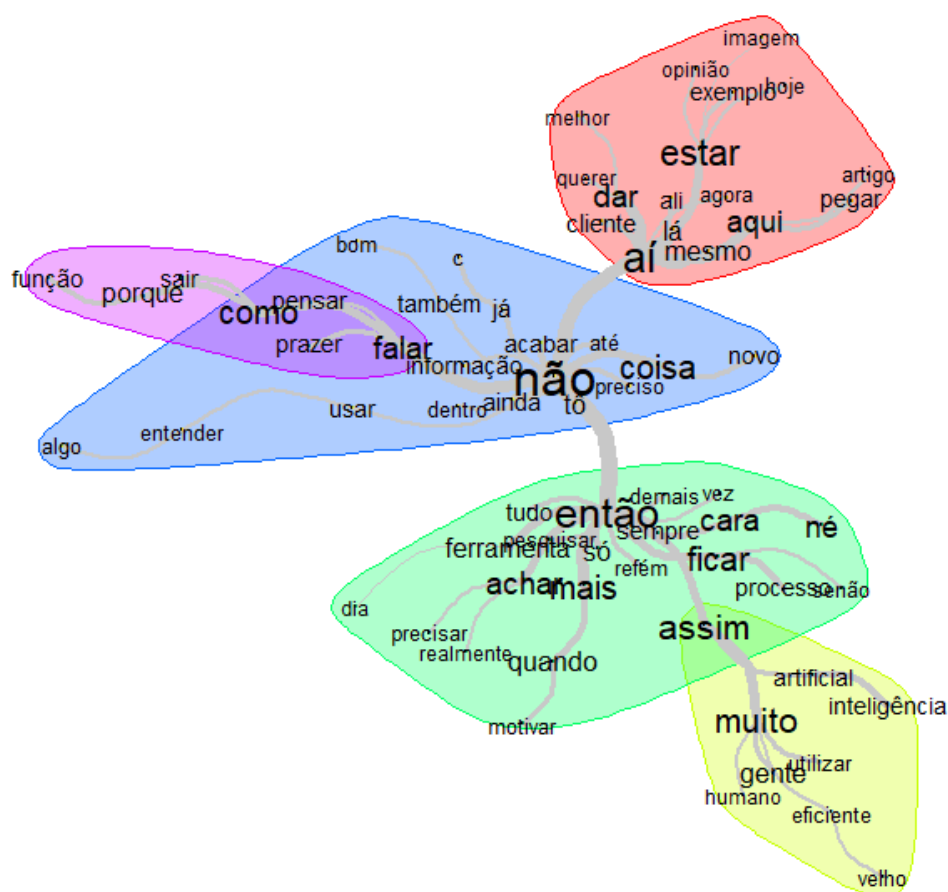 imagem
opinião
exemplo
hoje
melhor
estar
querer
artigo
dar
ali
agora
pegar
cliente
lá
aqui
aí
mesmo
bom
c
função
sair
porque
como
pensar
também
já
prazer
falar
acabar
até
informação
não
coisa
novo
preciso
usar
dentro
ainda
tô
entender
algo
tudo
então
demais
vez
sempre
cara
né
pesquisar
ferramenta
só
ficar
refém
achar
mais
processo
senão
dia
precisar
realmente
assim
quando
motivar
artificial
inteligência
muito
gente
utilizar
humano
eficiente
velho